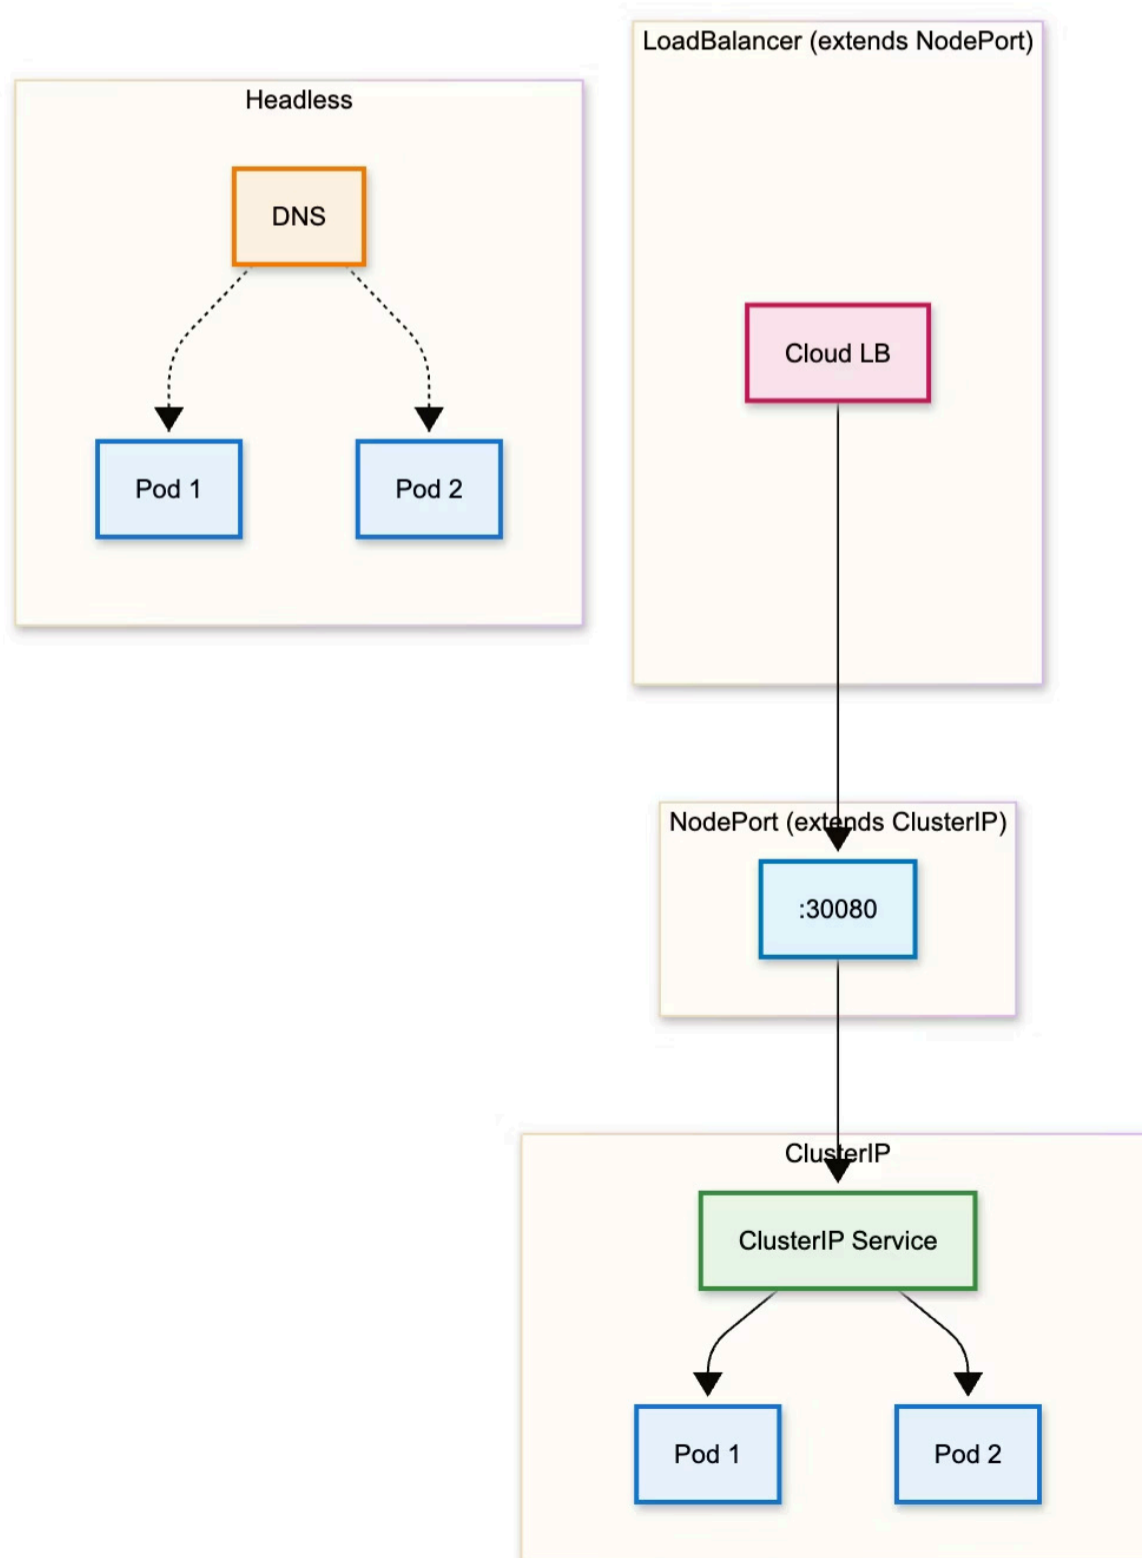 Headless
DNS
Pod 1
Pod 2
LoadBalancer (extends NodePort)
Cloud LB
NodePort (extends ClusterIP)
:30080
ClusterIP
ClusterIP Service
Pod 1
Pod 2